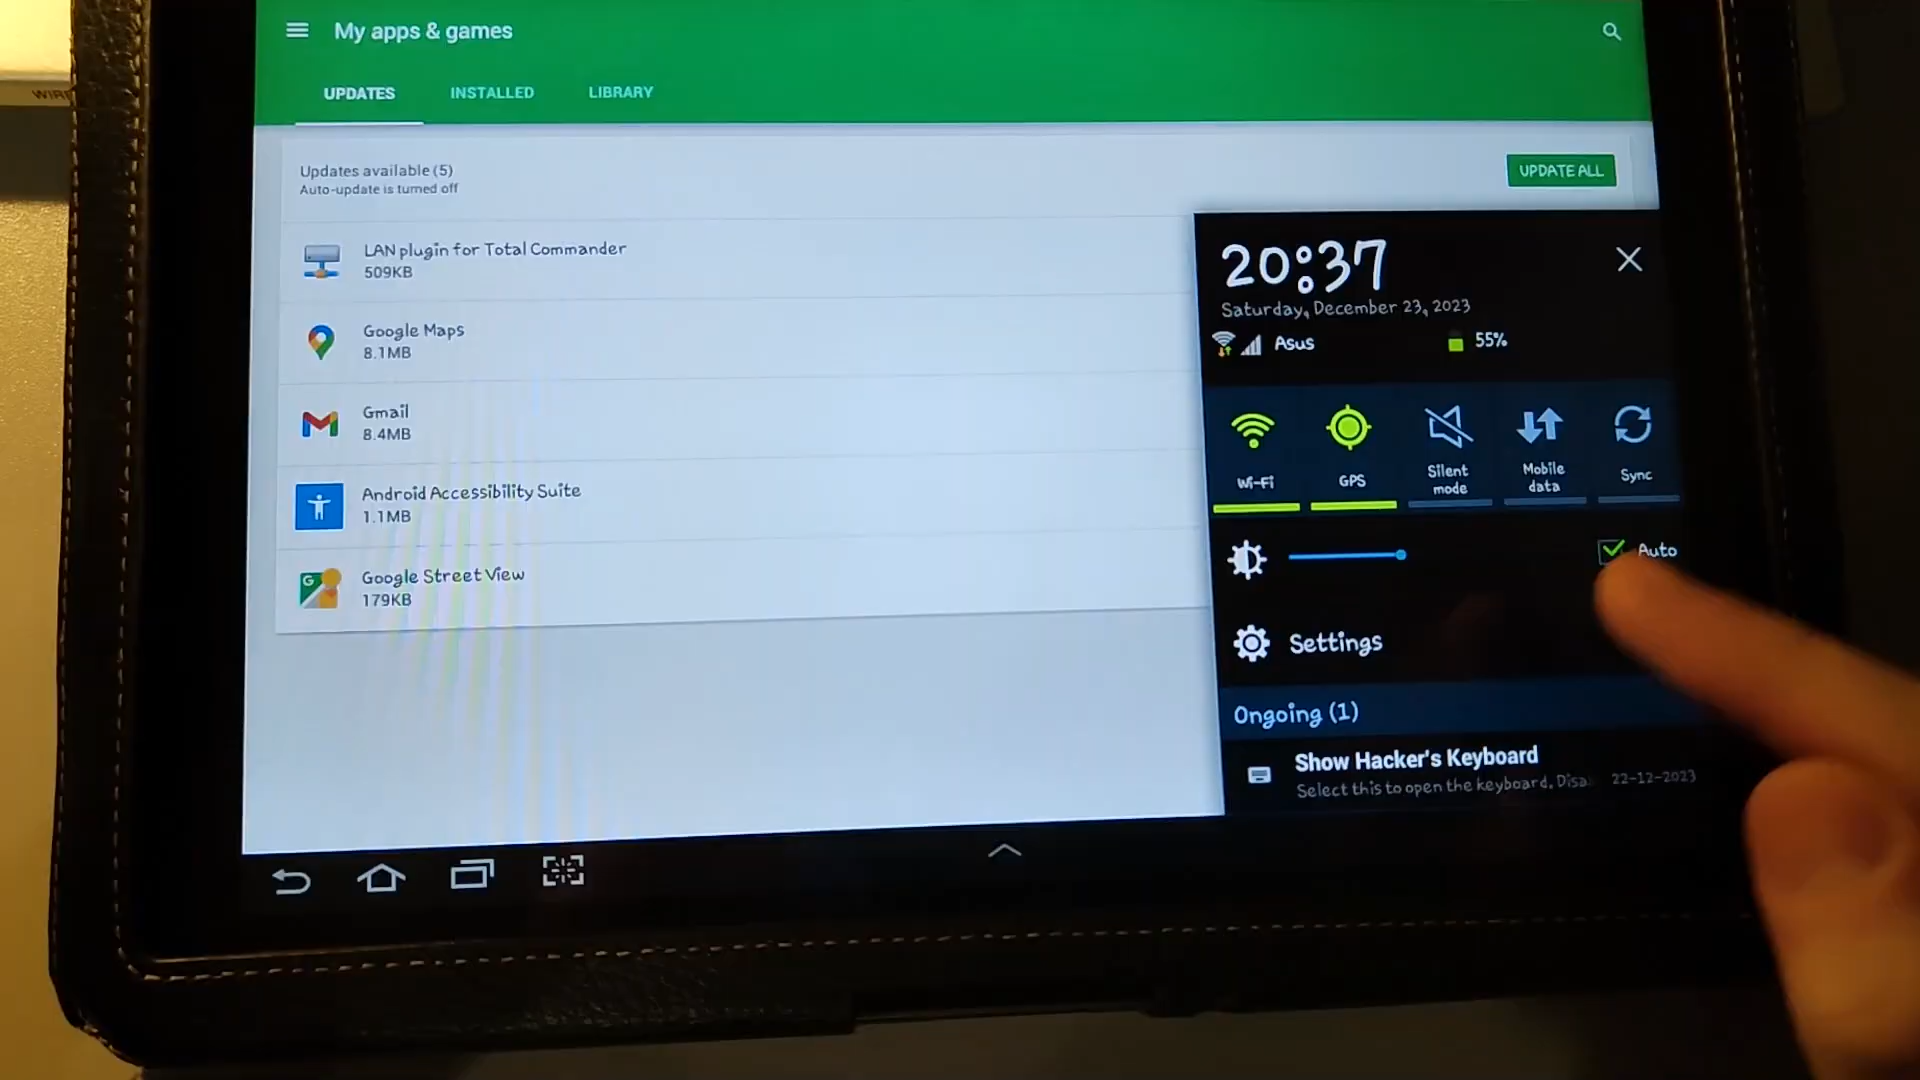 WIRE
My apps & games
UPDATES
INSTALLED
LIBRARY
Updates available (5)
Auto-update is turned off
UPDATE ALL
LAN plugin for Total Commander
509KB
Google Maps
8.1MB
Gmail
8.4MB
Android Accessibility Suite
1.1MB
Google Street View
179KB
20:37
Saturday, December 23, 2023
Asus
55%
Wi-Fi
GPS
Silent
mode
Mobile
data
Sync
Auto
Settings
Ongoing (1)
Show Hacker's Keyboard
Select this to open the keyboard. Disa
22-12-2023